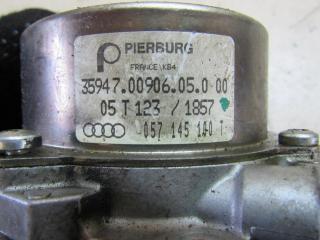 PIERBURG
FRANCE KB4
35947.00906.05.0 00
05 T 123 / 1857
057 145 100 T